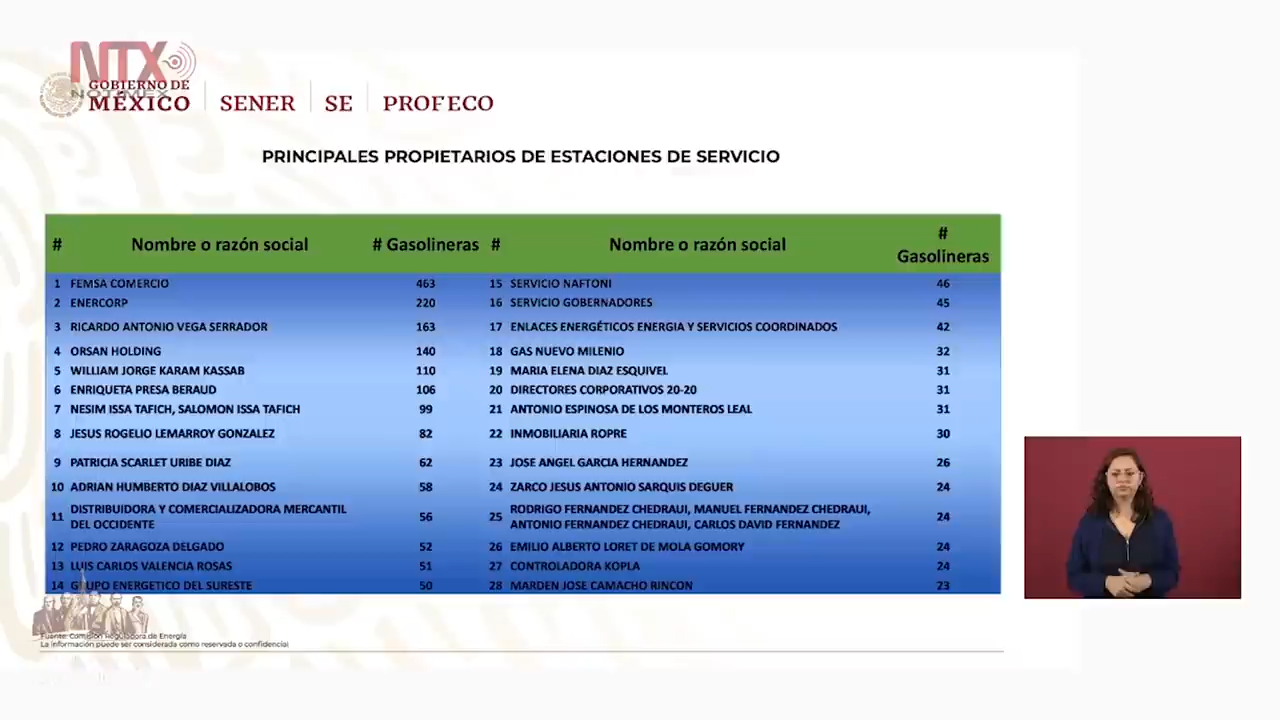 NTX
GOBIERNO DE
MÉXICO
NOTIMEX
SENER
SE
PROFECO
PRINCIPALES PROPIETARIOS DE ESTACIONES DE SERVICIO
# Nombre o razón social # Gasolineras # Nombre o razón social # Gasolineras
1 FEMSA COMERCIO 463 15 SERVICIO NAFTONI 46
2 ENERCORP 220 16 SERVICIO GOBERNADORES 45
3 RICARDO ANTONIO VEGA SERRADOR 163 17 ENLACES ENERGÉTICOS ENERGIA Y SERVICIOS COORDINADOS 42
4 ORSAN HOLDING 140 18 GAS NUEVO MILENIO 32
5 WILLIAM JORGE KARAM KASSAB 110 19 MARIA ELENA DIAZ ESQUIVEL 31
6 ENRIQUETA PRESA BERAUD 106 20 DIRECTORES CORPORATIVOS 20-20 31
7 NESIM ISSA TAFICH, SALOMON ISSA TAFICH 99 21 ANTONIO ESPINOSA DE LOS MONTEROS LEAL 31
8 JESUS ROGELIO LEMARROY GONZALEZ 82 22 INMOBILIARIA ROPRE 30
9 PATRICIA SCARLET URIBE DIAZ 62 23 JOSE ANGEL GARCIA HERNANDEZ 26
10 ADRIAN HUMBERTO DIAZ VILLALOBOS 58 24 ZARCO JESUS ANTONIO SARQUIS DEGUER 24
11 DISTRIBUIDORA Y COMERCIALIZADORA MERCANTIL
DEL OCCIDENTE 56 25 RODRIGO FERNANDEZ CHEDRAUI, MANUEL FERNANDEZ CHEDRAUI,
ANTONIO FERNANDEZ CHEDRAUI, CARLOS DAVID FERNANDEZ 24
12 PEDRO ZARAGOZA DELGADO 52 26 EMILIO ALBERTO LORET DE MOLA GOMORY 24
13 LUIS CARLOS VALENCIA ROSAS 51 27 CONTROLADORA KOPLA 24
14 GRUPO ENERGETICO DEL SURESTE 50 28 MARDEN JOSE CAMACHO RINCON 23
Fuente: Comisión Reguladora de Energía
La información puede ser considerada como reservada o confidencial